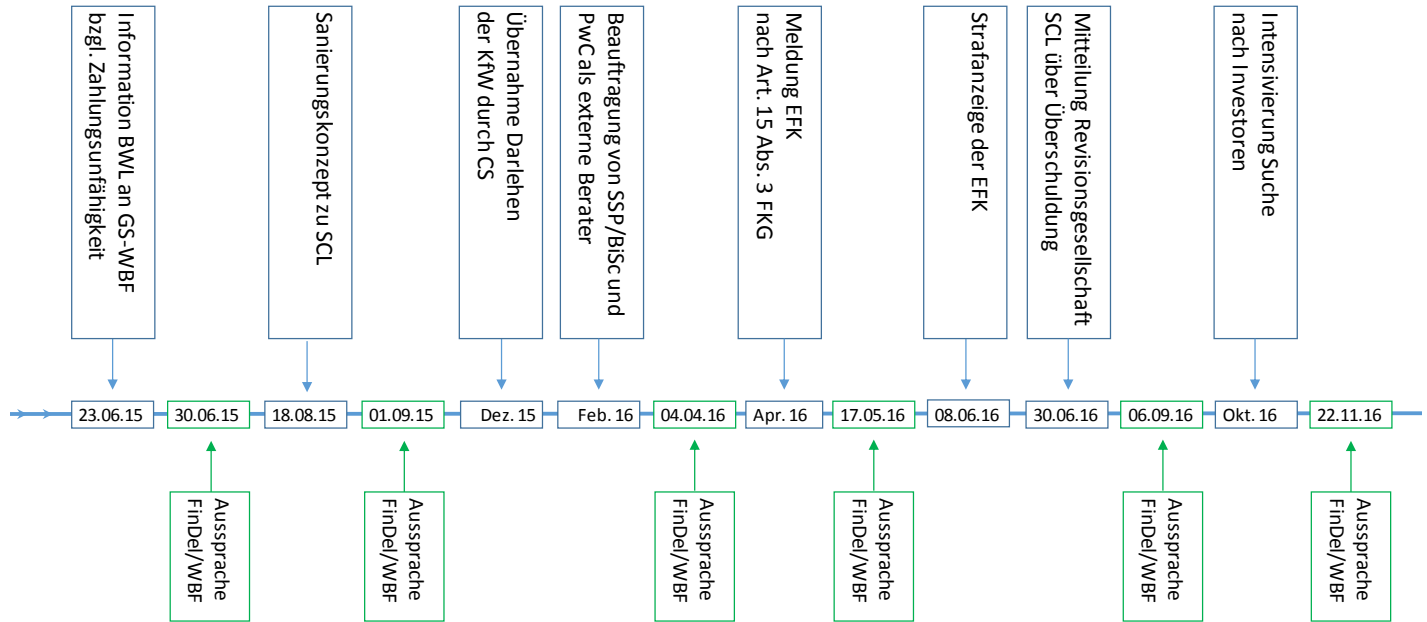 Information BWL an GS-WBF
bzgl. Zahlungsunfähigkeit
Sanierungskonzept zu SCL
Übernahme Darlehen
der KfW durch CS
Beauftragung von SSP/BiSc und
PwC als externe Berater
Meldung EFK
nach Art. 15 Abs. 3 FKG
Strafanzeige der EFK
Mitteilung Revisionsgesellschaft
SCL über Überschuldung
Intensivierung Suche
nach Investoren
23.06.15
30.06.15
18.08.15
01.09.15
Dez. 15
Feb. 16
04.04.16
Apr. 16
17.05.16
08.06.16
30.06.16
06.09.16
Okt. 16
22.11.16
Aussprache
FinDel/WBF
Aussprache
FinDel/WBF
Aussprache
FinDel/WBF
Aussprache
FinDel/WBF
Aussprache
FinDel/WBF
Aussprache
FinDel/WBF